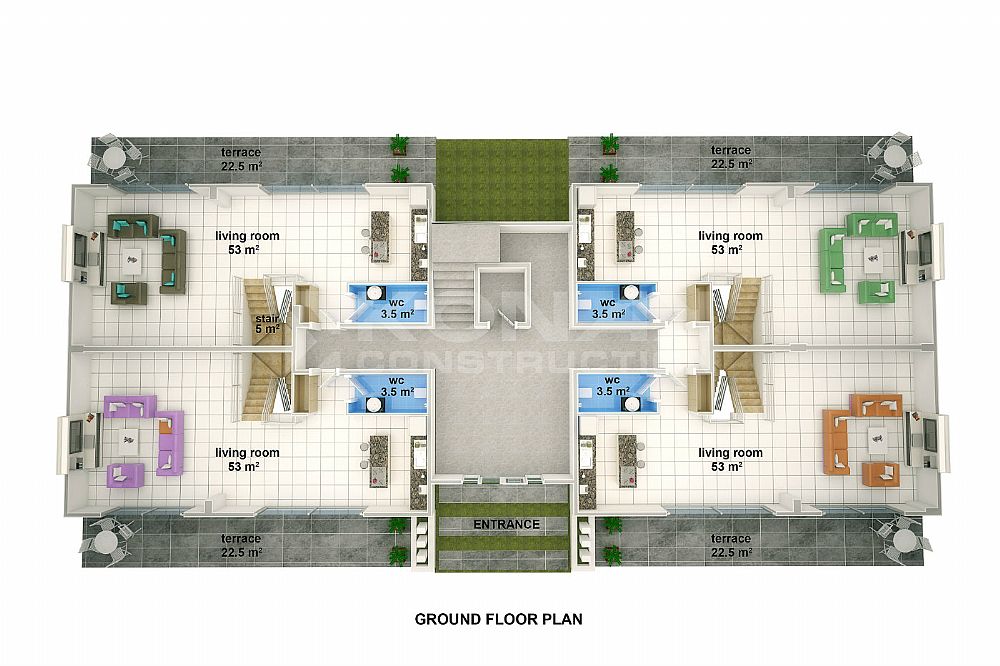 terrace
22.5 m²
terrace
22.5 m²
living room
53 m²
living room
53 m²
wc
3.5 m²
wc
3.5 m²
stair
5 m²
CONSTRUCTI
wc
3.5 m²
wc
3.5 m²
living room
53 m²
living room
53 m²
ENTRANCE
terrace
22.5 m²
terrace
22.5 m²
GROUND FLOOR PLAN